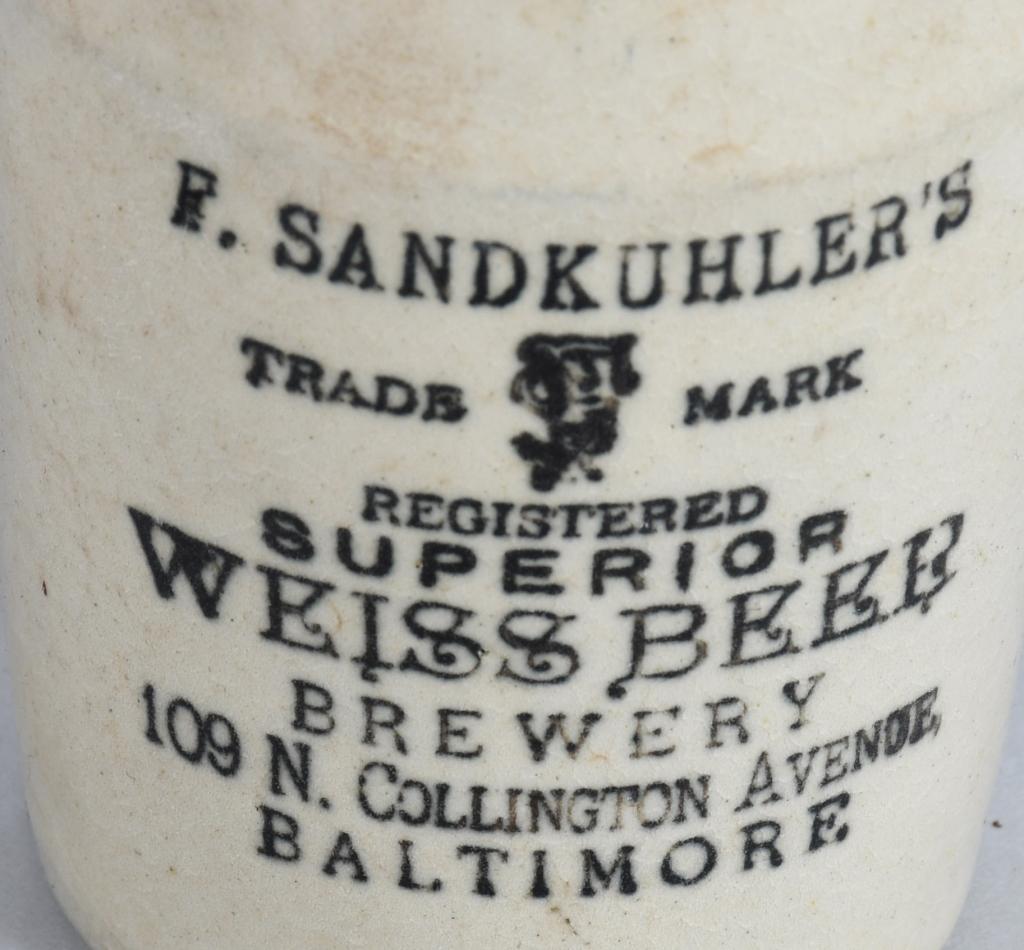 F. SANDKUHLER'S
TRADE F MARK
REGISTERED
SUPERIOR
WEISS BEER
BREWERY
109 N. COLLINGTON AVENUE,
BALTIMORE